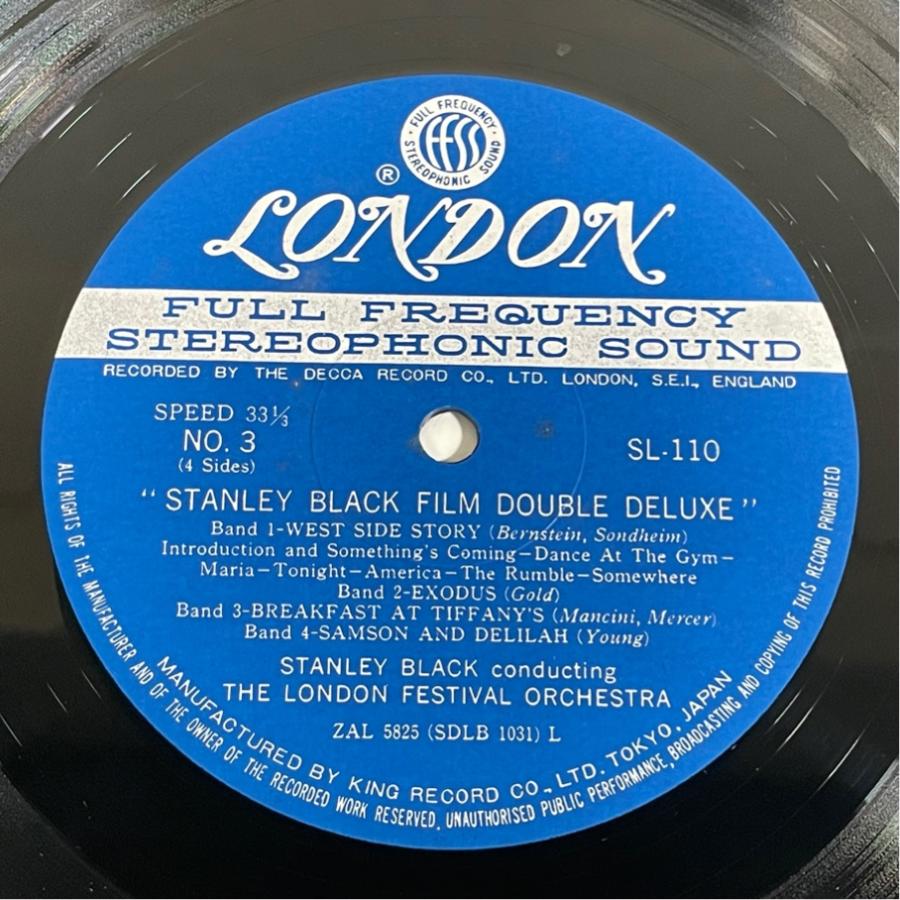 FULL FREQUENCY
FFSS
STEREOPHONIC SOUND
®
LONDON
FULL FREQUENCY
STEREOPHONIC SOUND
RECORDED BY THE DECCA RECORD CO., LTD. LONDON, S.E.I., ENGLAND
SPEED 33⅓
NO. 3
(4 Sides)
SL-110
"STANLEY BLACK FILM DOUBLE DELUXE"
Band 1-WEST SIDE STORY (Bernstein, Sondheim)
Introduction and Something's Coming-Dance At The Gym-
Maria-Tonight-America-The Rumble-Somewhere
Band 2-EXODUS (Gold)
Band 3-BREAKFAST AT TIFFANY'S (Mancini, Mercer)
Band 4-SAMSON AND DELILAH (Young)
STANLEY BLACK conducting
THE LONDON FESTIVAL ORCHESTRA
ZAL 5825 (SDLB 1031) L
MANUFACTURED BY KING RECORD CO., LTD. TOKYO, JAPAN
ALL RIGHTS OF THE MANUFACTURER AND OF THE OWNER OF THE RECORDED WORK RESERVED. UNAUTHORISED PUBLIC PERFORMANCE, BROADCASTING AND COPYING OF THIS RECORD PROHIBITED